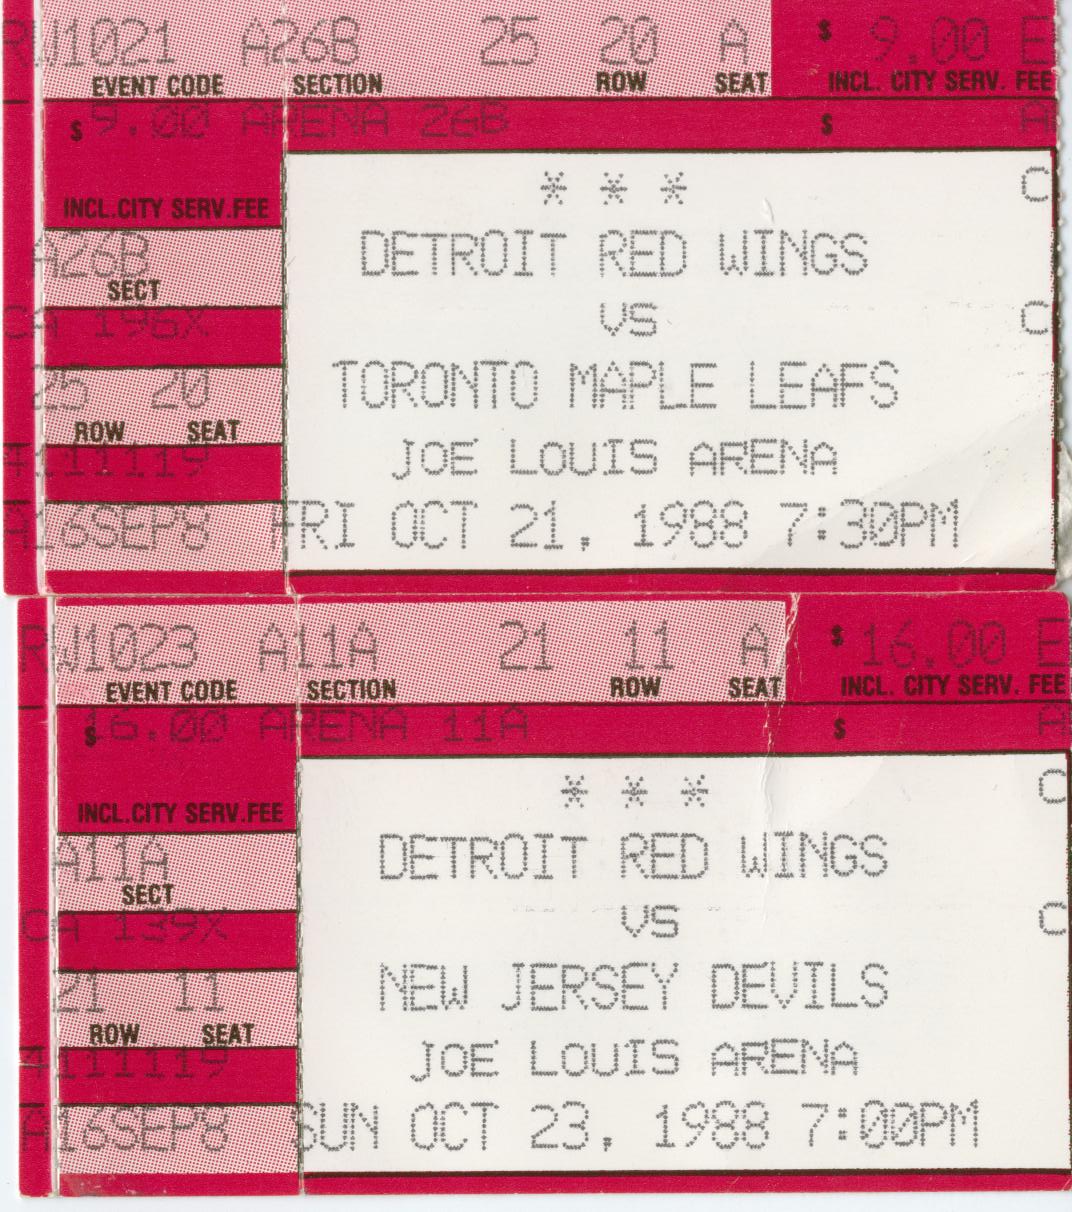 RW1021 A26B 25 20 A $ 9.00 E
EVENT CODE SECTION ROW SEAT INCL. CITY SERV. FEE
$ 9.00 ARENA 26B $ A
* * * C
INCL.CITY SERV.FEE
DETROIT RED WINGS
A26B
SECT
VS C
CA 196X
TORONTO MAPLE LEAFS
25 20
ROW SEAT
JOE LOUIS ARENA
4111119
A16SEP8 FRI OCT 21, 1988 7:30PM
RW1023 A11A 21 11 A $ 16.00 E
EVENT CODE SECTION ROW SEAT INCL. CITY SERV. FEE
$ 16.00 ARENA 11A $ A
* * * C
INCL.CITY SERV.FEE
DETROIT RED WINGS
A11A
SECT
VS C
CA 139X
NEW JERSEY DEVILS
21 11
ROW SEAT
JOE LOUIS ARENA
4111119
A16SEP8 SUN OCT 23, 1988 7:00PM